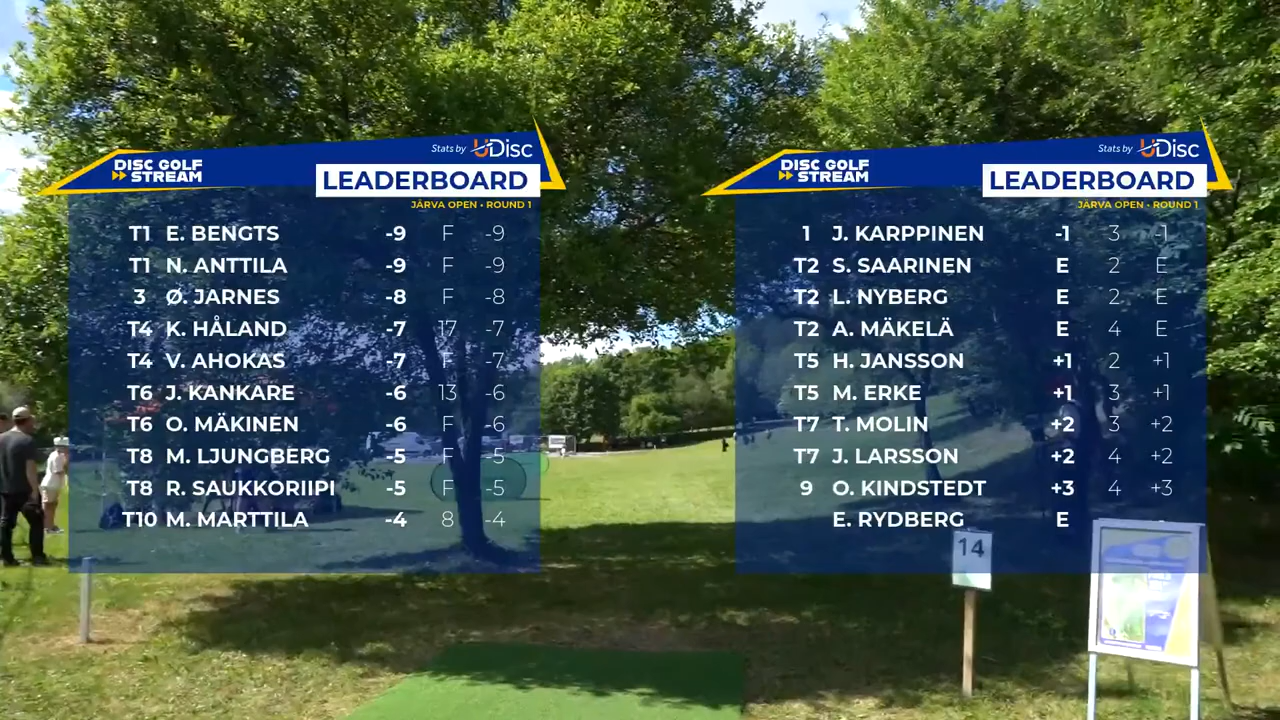 DISC GOLF
STREAM
Stats by UDisc
LEADERBOARD
JÄRVA OPEN • ROUND 1
T1 E. BENGTS -9 F -9
T1 N. ANTTILA -9 F -9
3 Ø. JARNES -8 F -8
T4 K. HÅLAND -7 17 -7
T4 V. AHOKAS -7 F -7
T6 J. KANKARE -6 13 -6
T6 O. MÄKINEN -6 F -6
T8 M. LJUNGBERG -5 F -5
T8 R. SAUKKORIIPI -5 F -5
T10 M. MARTTILA -4 8 -4
DISC GOLF
STREAM
Stats by UDisc
LEADERBOARD
JÄRVA OPEN • ROUND 1
1 J. KARPPINEN -1 3 -1
T2 S. SAARINEN E 2 E
T2 L. NYBERG E 2 E
T2 A. MÄKELÄ E 4 E
T5 H. JANSSON +1 2 +1
T5 M. ERKE +1 3 +1
T7 T. MOLIN +2 3 +2
T7 J. LARSSON +2 4 +2
9 O. KINDSTEDT +3 4 +3
E. RYDBERG E
14